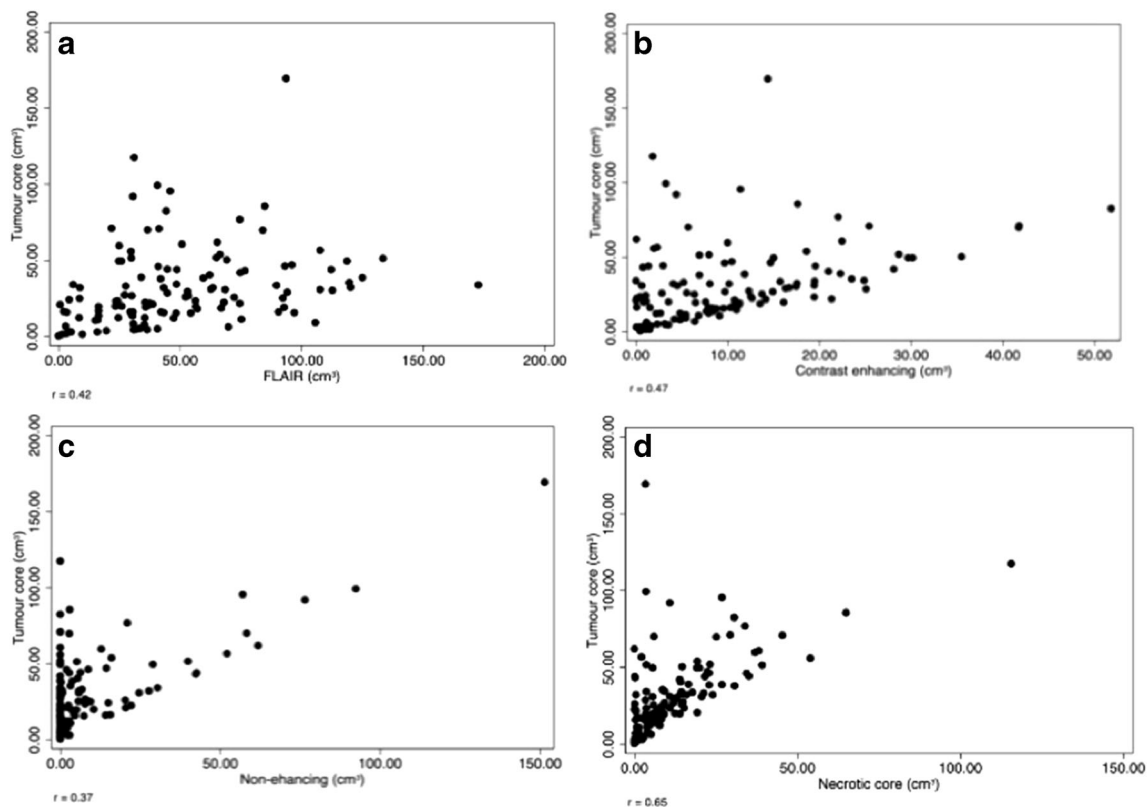 a
Tumour core (cm³)
200.00
150.00
100.00
50.00
0.00
0.00 50.00 100.00 150.00 200.00
FLAIR (cm³)
r = 0.42
b
Tumour core (cm³)
200.00
150.00
100.00
50.00
0.00
0.00 10.00 20.00 30.00 40.00 50.00
Contrast enhancing (cm³)
r = 0.47
c
Tumour core (cm³)
200.00
150.00
100.00
50.00
0.00
0.00 50.00 100.00 150.00
Non-ehancing (cm³)
r = 0.37
d
Tumour core (cm³)
200.00
150.00
100.00
50.00
0.00
0.00 50.00 100.00 150.00
Necrotic core (cm³)
r = 0.65